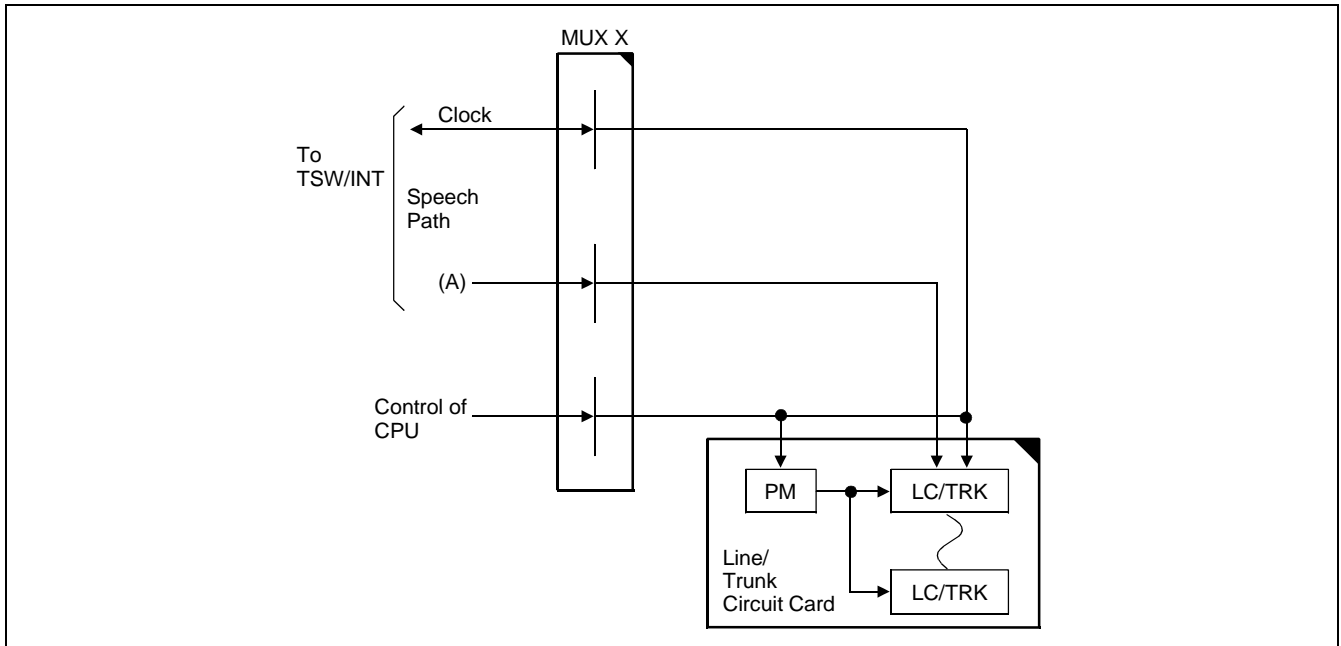 MUX X
Clock
To
TSW/INT
Speech
Path
(A)
Control of
CPU
PM
LC/TRK
Line/
Trunk
Circuit Card
LC/TRK